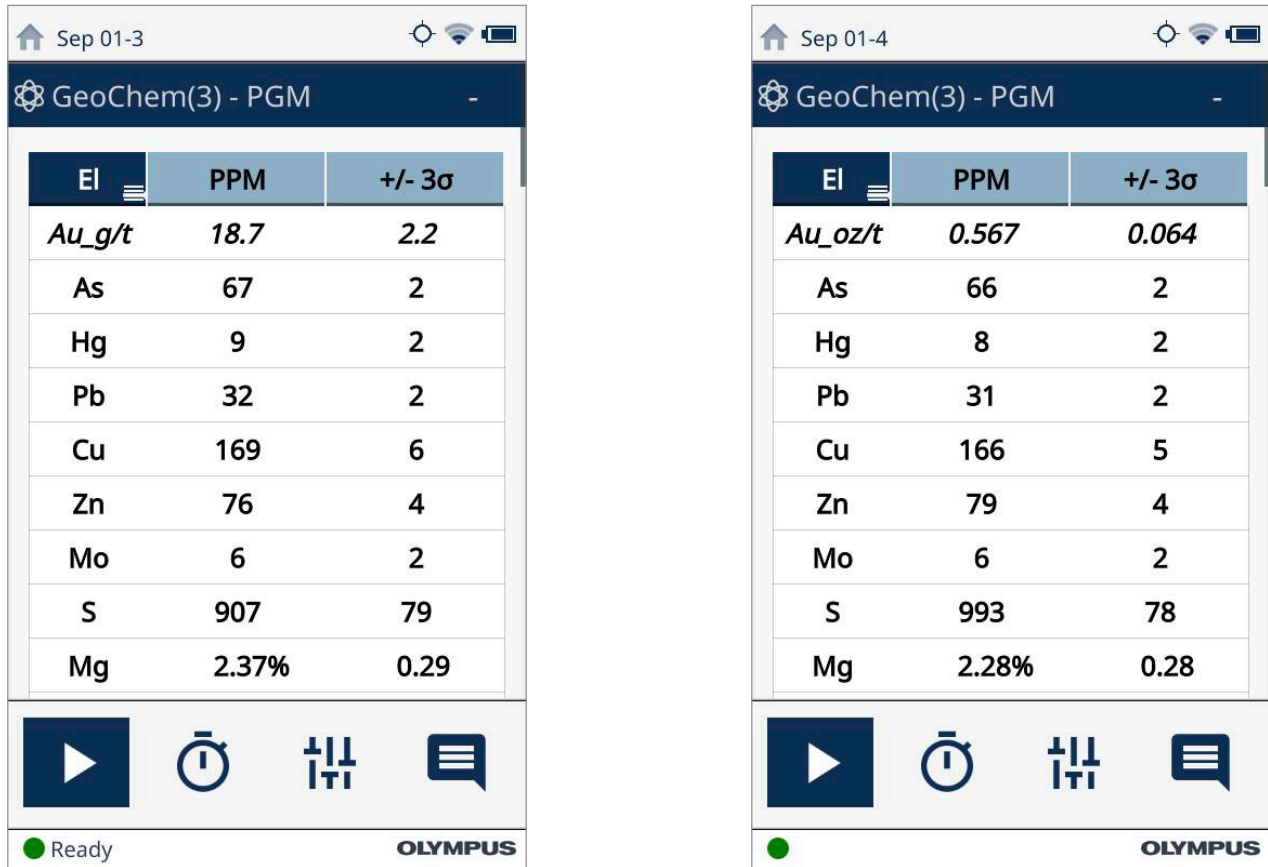 Sep 01-3
GeoChem(3) - PGM -
El PPM +/- 3σ
Au_g/t 18.7 2.2
As 67 2
Hg 9 2
Pb 32 2
Cu 169 6
Zn 76 4
Mo 6 2
S 907 79
Mg 2.37% 0.29
Ready OLYMPUS
Sep 01-4
GeoChem(3) - PGM -
El PPM +/- 3σ
Au_oz/t 0.567 0.064
As 66 2
Hg 8 2
Pb 31 2
Cu 166 5
Zn 79 4
Mo 6 2
S 993 78
Mg 2.28% 0.28
OLYMPUS